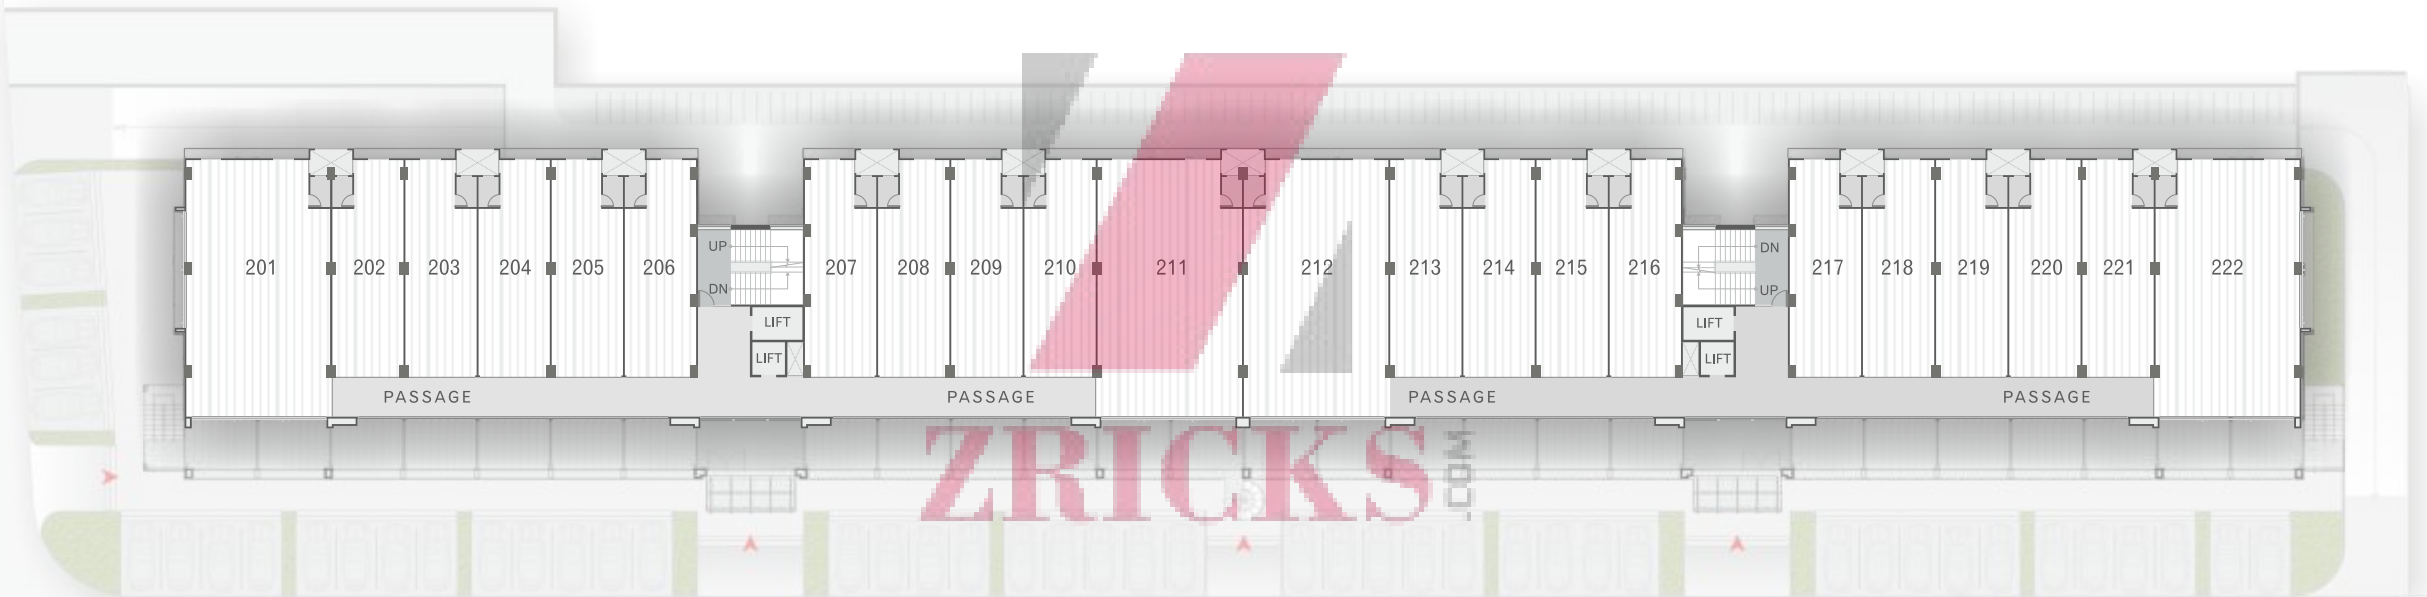 201 202 203 204 205 206 207 208 209 210 211 212 213 214 215 216 217 218 219 220 221 222
UP DN
DN UP
LIFT LIFT
LIFT LIFT
PASSAGE PASSAGE PASSAGE PASSAGE
ZRICKS .COM